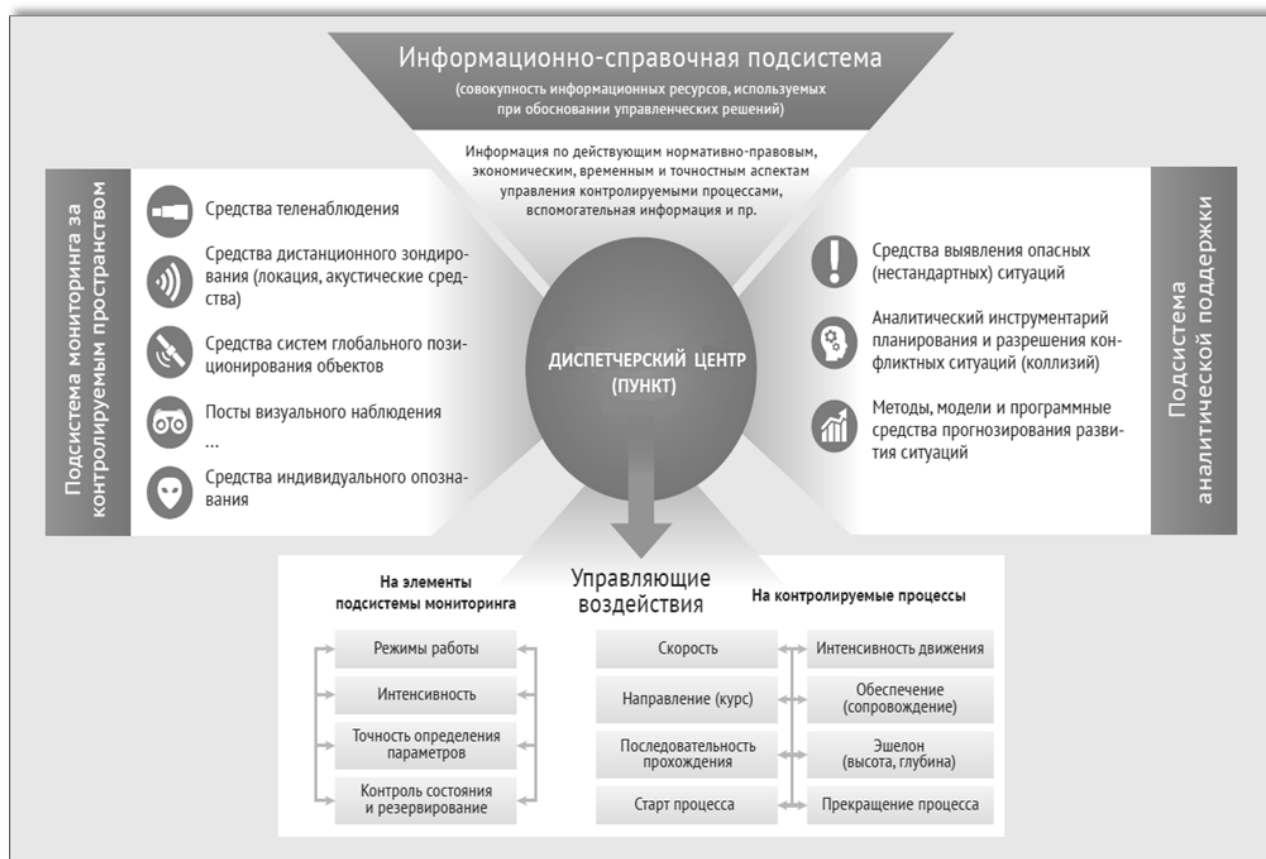 Информационно-справочная подсистема
(совокупность информационных ресурсов, используемых
при обосновании управленческих решений)
Информация по действующим нормативно-правовым,
экономическим, временным и точностным аспектам
управления контролируемыми процессами,
вспомогательная информация и пр.
Подсистема мониторинга за
контролируемым пространством
Средства теленаблюдения
Средства дистанционного зондиро-
вания (локация, акустические сред-
ства)
Средства систем глобального пози-
ционирования объектов
Посты визуального наблюдения
...
Средства индивидуального опозна-
вания
ДИСПЕТЧЕРСКИЙ ЦЕНТР
(ПУНКТ)
Средства выявления опасных
(нестандартных) ситуаций
Аналитический инструментарий
планирования и разрешения кон-
фликтных ситуаций (коллизий)
Методы, модели и программные
средства прогнозирования разви-
тия ситуаций
Подсистема
аналитической поддержки
Управляющие
воздействия
На элементы
подсистемы мониторинга
Режимы работы
Интенсивность
Точность определения
параметров
Контроль состояния
и резервирование
На контролируемые процессы
Скорость
Направление (курс)
Последовательность
прохождения
Старт процесса
Интенсивность движения
Обеспечение
(сопровождение)
Эшелон
(высота, глубина)
Прекращение процесса